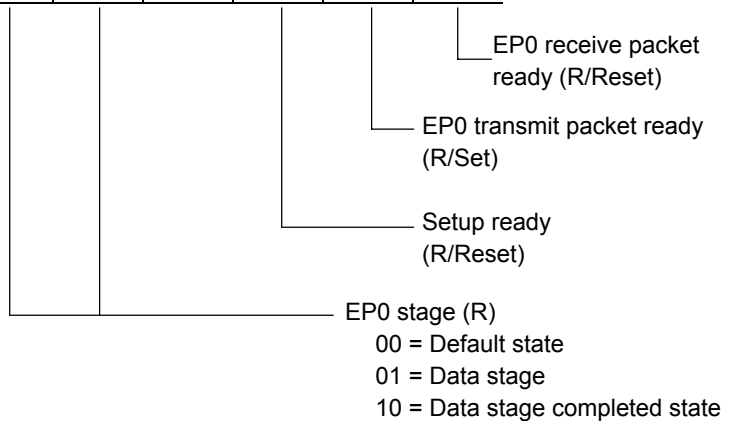 EP0 receive packet
ready (R/Reset)
EP0 transmit packet ready
(R/Set)
Setup ready
(R/Reset)
EP0 stage (R)
00 = Default state
01 = Data stage
10 = Data stage completed state